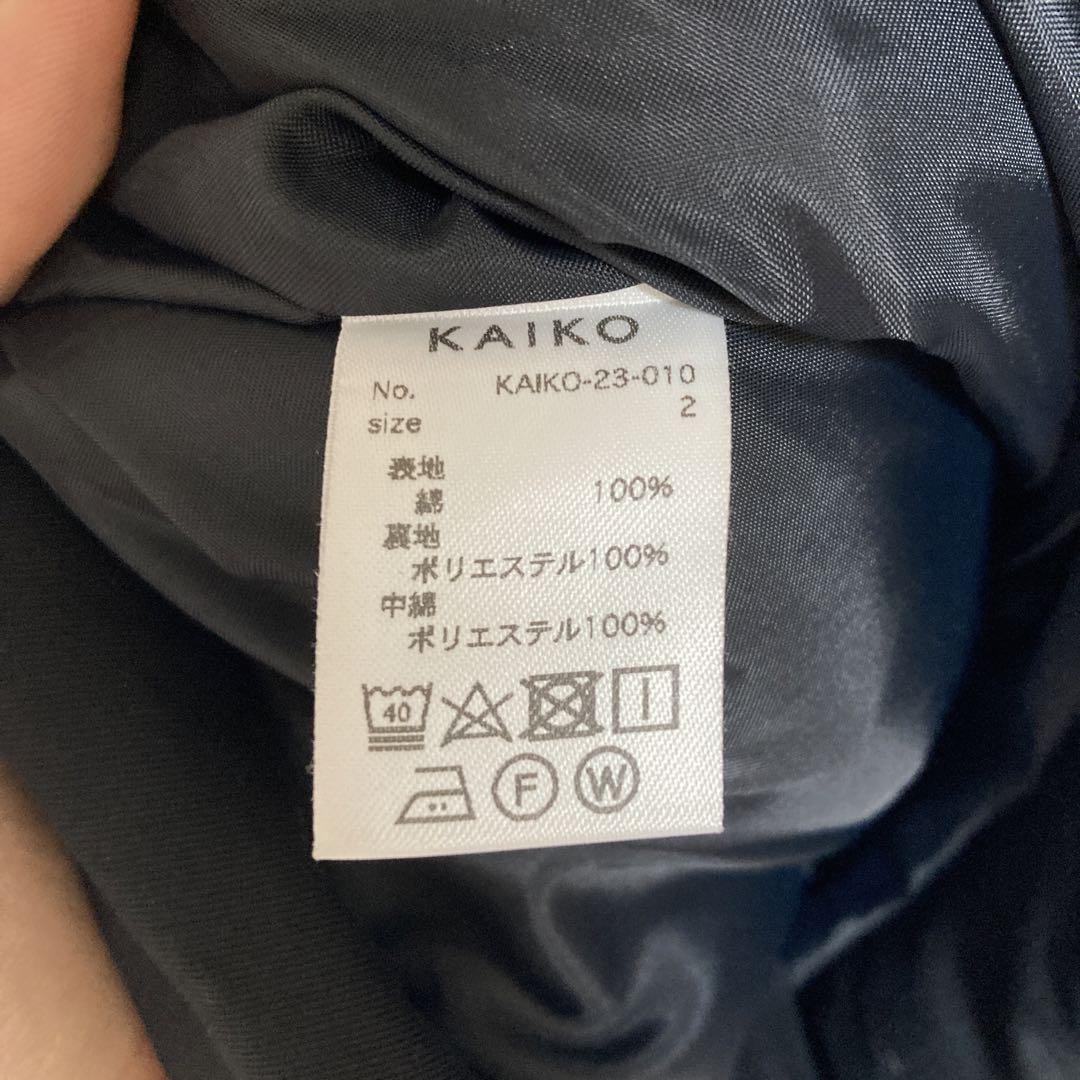 KAIKO
No. KAIKO-23-010
size 2
表地
綿 100%
裏地
ポリエステル100%
中綿
ポリエステル100%
40
F W